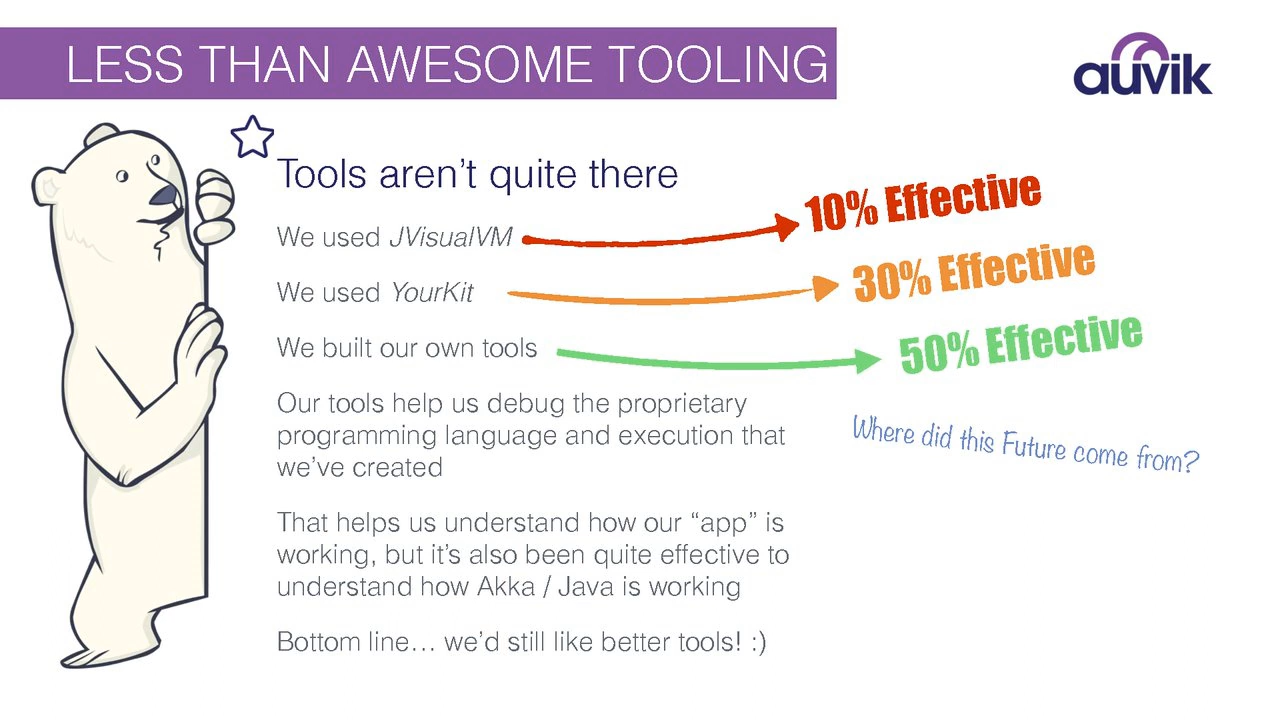 LESS THAN AWESOME TOOLING
auvik
Tools aren't quite there
We used JVisualVM
10% Effective
We used YourKit
30% Effective
We built our own tools
50% Effective
Our tools help us debug the proprietary
programming language and execution that
we've created
Where did this Future come from?
That helps us understand how our “app” is
working, but it's also been quite effective to
understand how Akka / Java is working
Bottom line… we'd still like better tools! :)